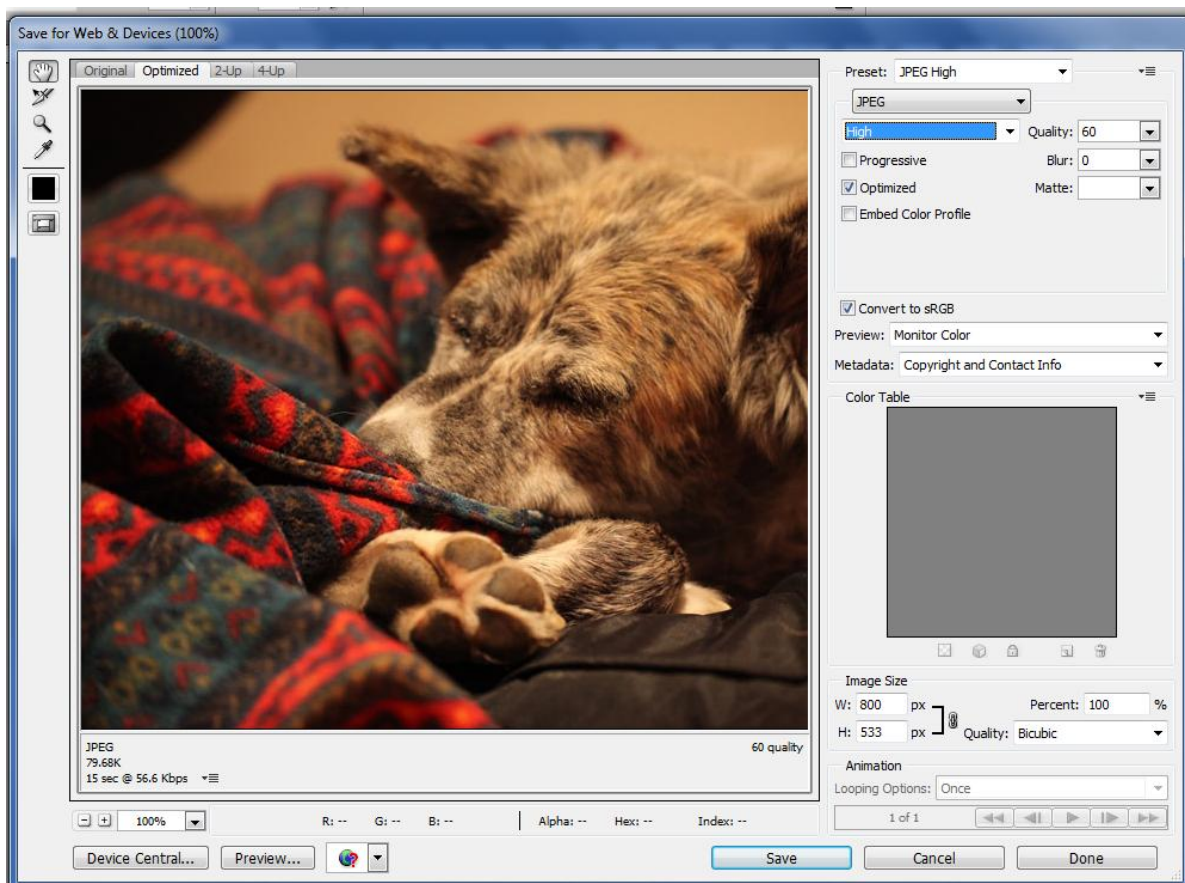 Save for Web & Devices (100%)
Original Optimized 2-Up 4-Up
Preset: JPEG High
JPEG
High Quality: 60
Progressive Blur: 0
Optimized Matte:
Embed Color Profile
Convert to sRGB
Preview: Monitor Color
Metadata: Copyright and Contact Info
Color Table
Image Size
W: 800 px Percent: 100 %
H: 533 px Quality: Bicubic
JPEG 60 quality
79.68K
15 sec @ 56.6 Kbps
Animation
Looping Options: Once
1 of 1
100% R: -- G: -- B: -- Alpha: -- Hex: -- Index: --
Device Central... Preview... Save Cancel Done